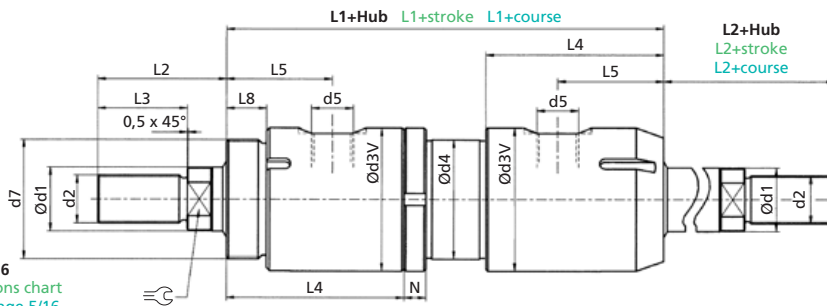 L1+Hub L1+stroke L1+course
L2+Hub
L2+stroke
L2+course
L4
L2
L5
L5
L3
L8
d5
d5
0,5 x 45°
d7
Ød1
d2
Ød3V
Ød4
Ød3V
Ød1
d2
6
ons chart
age 5/16
L4
N